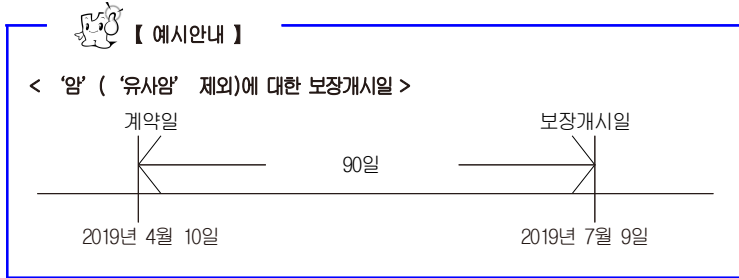 【 예시안내 】
< ‘암’ ( ‘유사암’ 제외)에 대한 보장개시일 >
계약일 보장개시일
90일
2019년 4월 10일 2019년 7월 9일